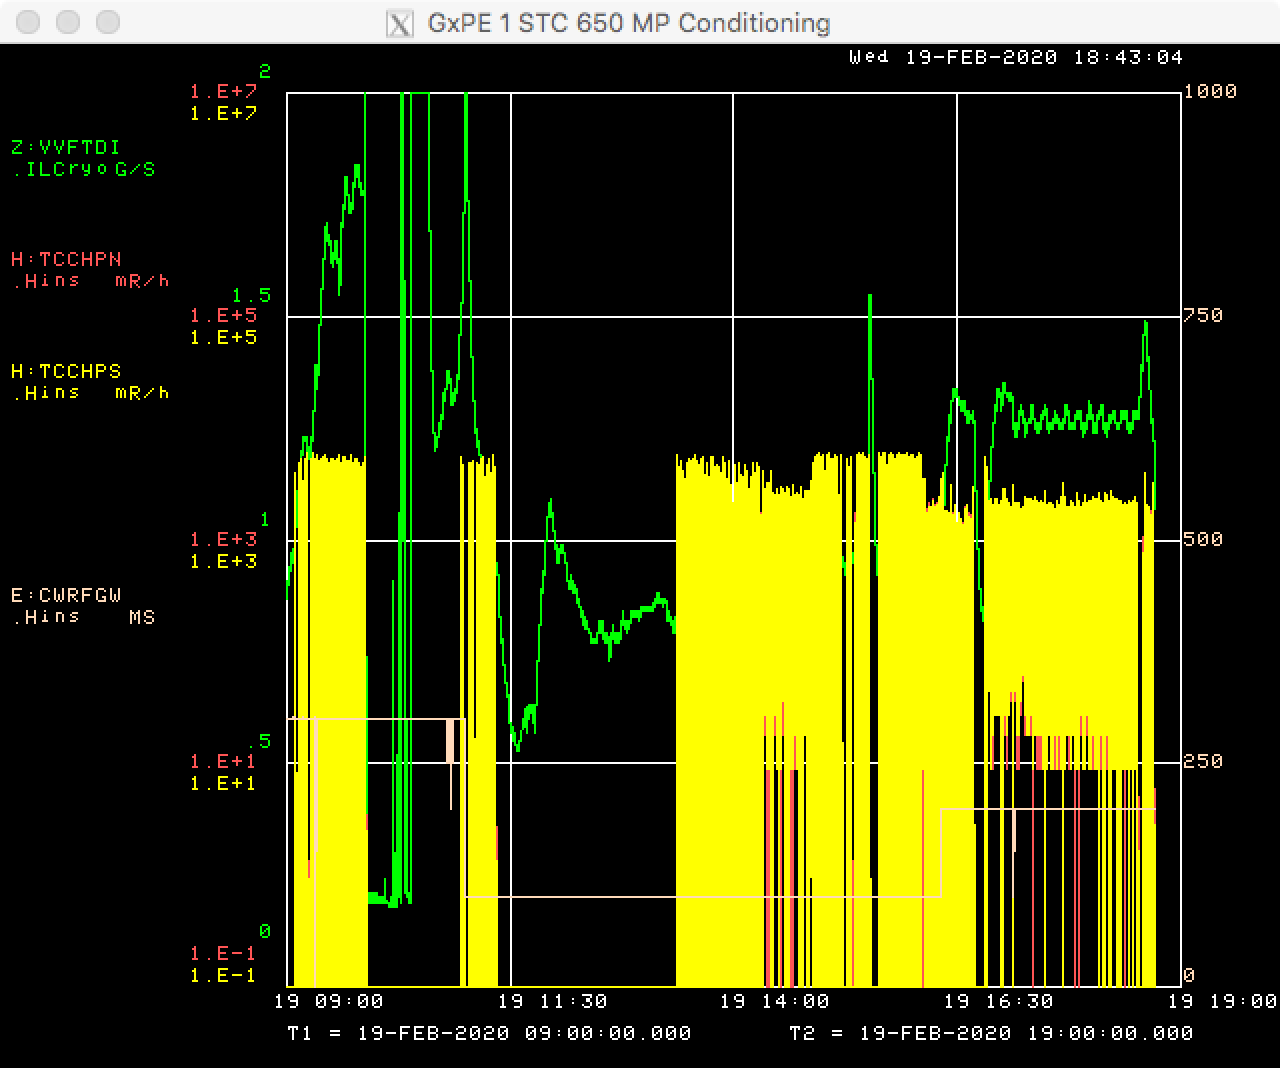 GxPE 1 STC 650 MP Conditioning
Wed 19-FEB-2020 18:43:04
2
1.E+7
1.E+7
1000
Z:VVFTDI
.ILCryo G/S
H:TCCHPN
.Hins mR/h
1.5
1.E+5
1.E+5
750
H:TCCHPS
.Hins mR/h
1
1.E+3
1.E+3
500
E:CWRFGW
.Hins MS
.5
1.E+1
1.E+1
250
0
1.E-1
1.E-1
0
19 09:00 19 11:30 19 14:00 19 16:30 19 19:00
T1 = 19-FEB-2020 09:00:00.000 T2 = 19-FEB-2020 19:00:00.000